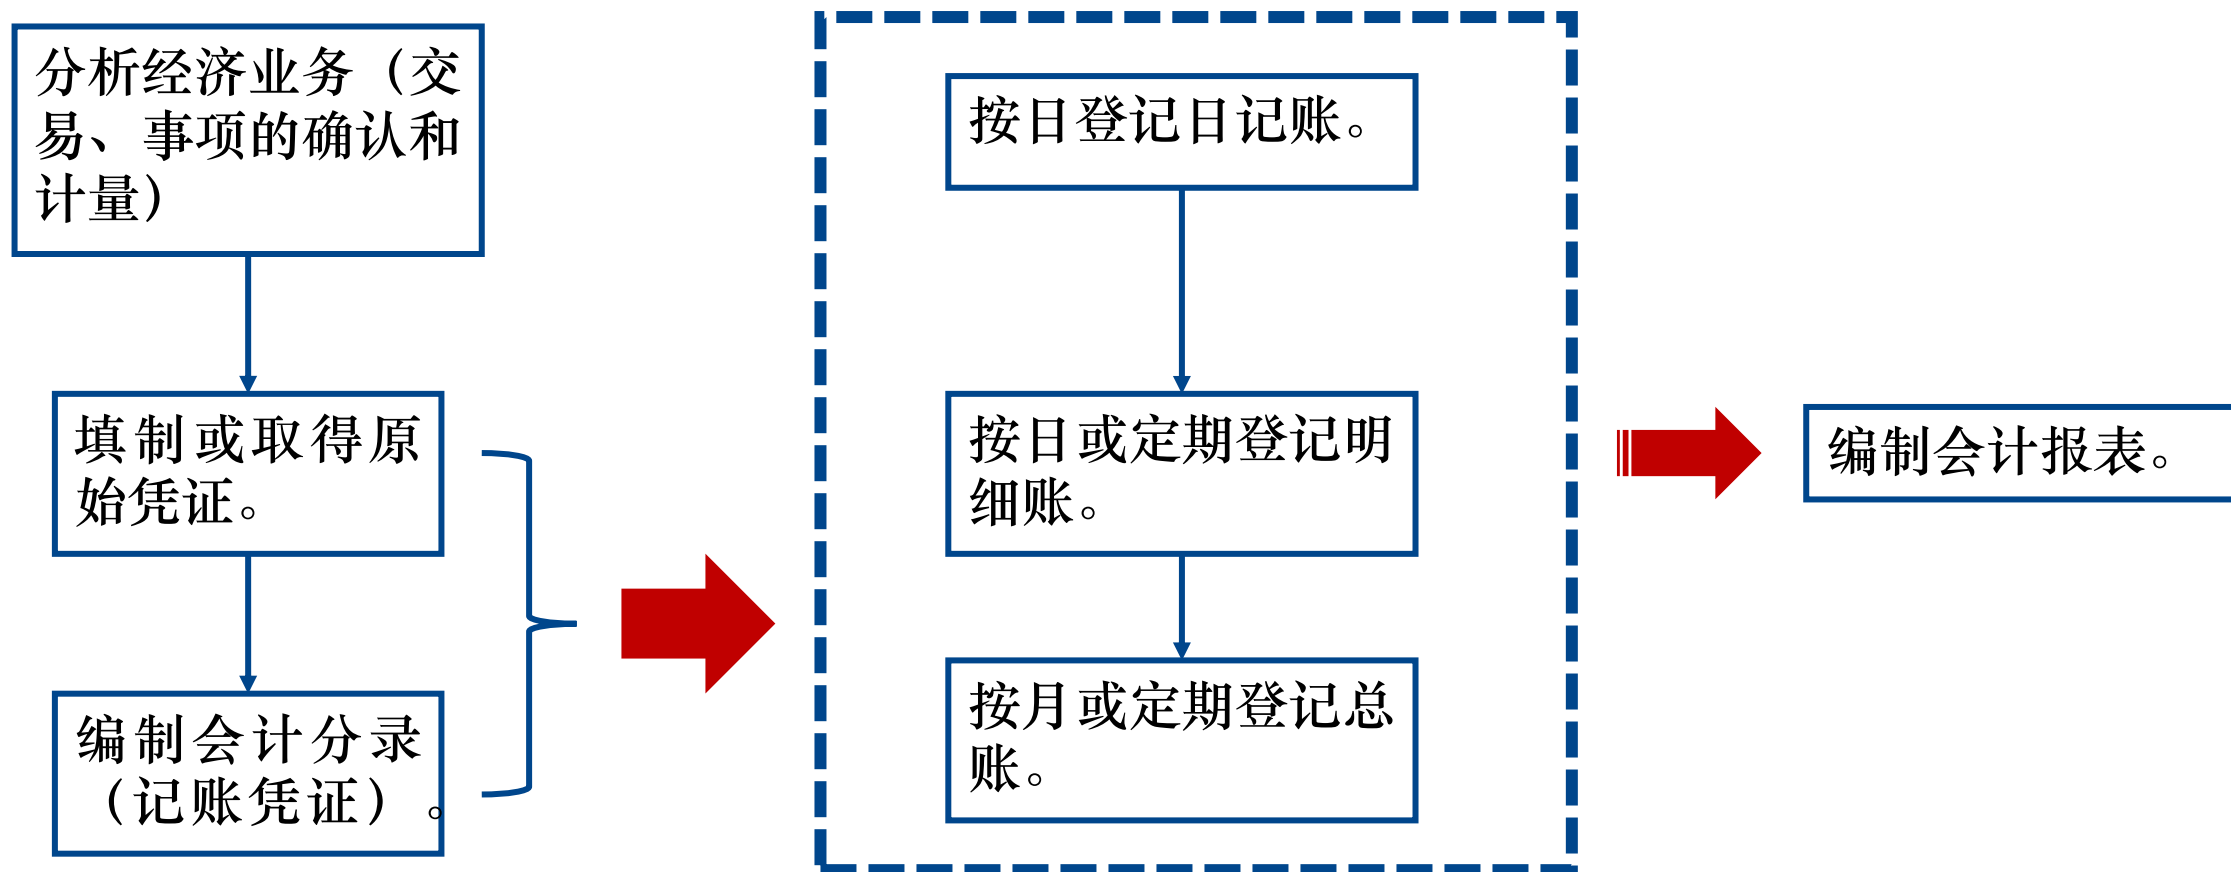 分析经济业务（交
易、事项的确认和
计量）
填制或取得原
始凭证。
编制会计分录
（记账凭证）。
按日登记日记账。
按日或定期登记明
细账。
按月或定期登记总
账。
编制会计报表。